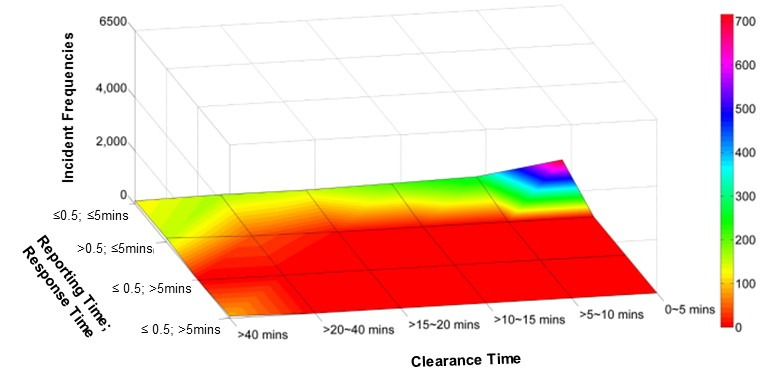 6500
4,000
2,000
0
Incident Frequencies
≤0.5; ≤5mins
>0.5; ≤5mins
≤ 0.5; >5mins
≤ 0.5; >5mins
Reporting Time;
Response Time
>40 mins
>20~40 mins
>15~20 mins
>10~15 mins
>5~10 mins
0~5 mins
Clearance Time
700
600
500
400
300
200
100
0